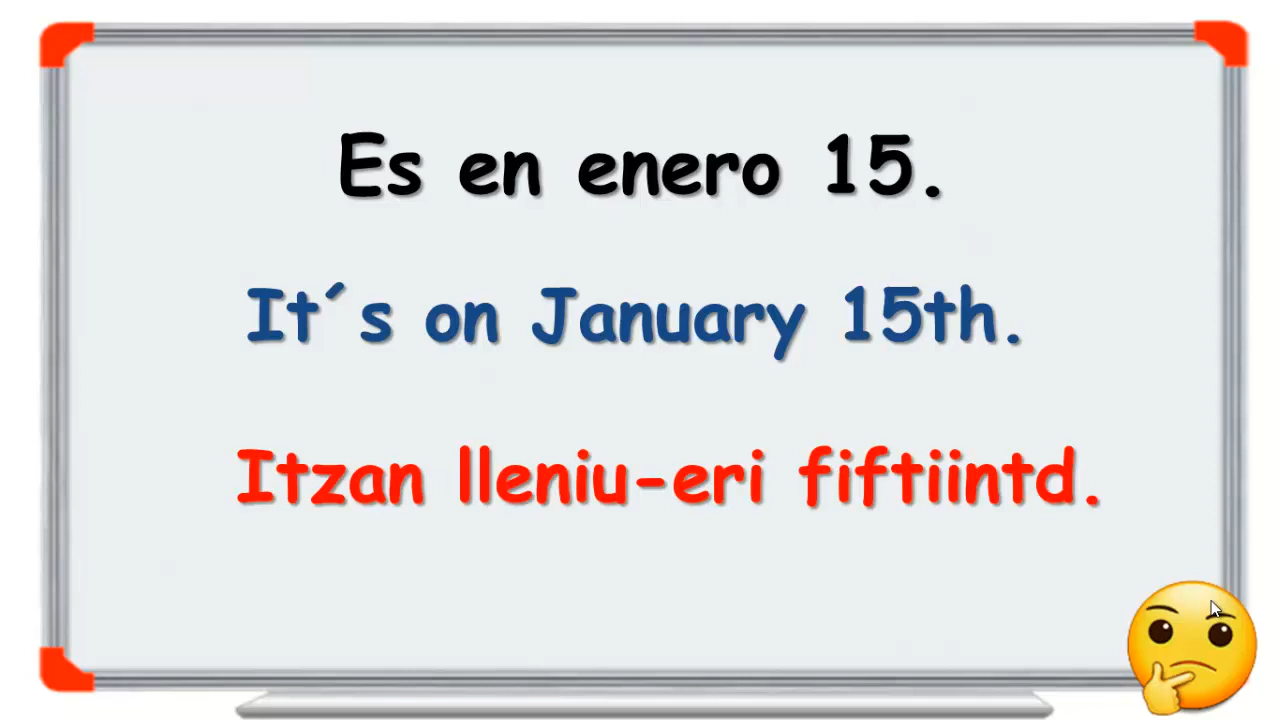 Es en enero 15.
It´s on January 15th.
Itzan lleniu-eri fiftiintd.